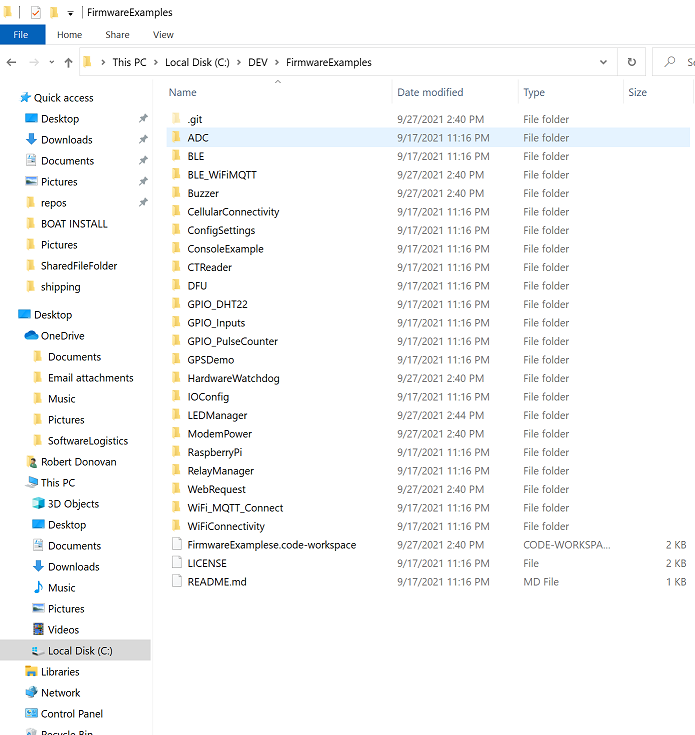 FirmwareExamples
File Home Share View
This PC > Local Disk (C:) > DEV > FirmwareExamples
Name Date modified Type Size
Quick access
Desktop
Downloads
Documents
Pictures
repos
BOAT INSTALL
Pictures
SharedFileFolder
shipping
Desktop
OneDrive
Documents
Email attachments
Music
Pictures
SoftwareLogistics
Robert Donovan
This PC
3D Objects
Desktop
Documents
Downloads
Music
Pictures
Videos
Local Disk (C:)
Libraries
Network
Control Panel
Recycle Bin
.git 9/27/2021 2:40 PM File folder
ADC 9/17/2021 11:16 PM File folder
BLE 9/17/2021 11:16 PM File folder
BLE_WiFiMQTT 9/27/2021 2:40 PM File folder
Buzzer 9/27/2021 2:40 PM File folder
CellularConnectivity 9/17/2021 11:16 PM File folder
ConfigSettings 9/17/2021 11:16 PM File folder
ConsoleExample 9/17/2021 11:16 PM File folder
CTReader 9/17/2021 11:16 PM File folder
DFU 9/17/2021 11:16 PM File folder
GPIO_DHT22 9/17/2021 11:16 PM File folder
GPIO_Inputs 9/17/2021 11:16 PM File folder
GPIO_PulseCounter 9/17/2021 11:16 PM File folder
GPSDemo 9/17/2021 11:16 PM File folder
HardwareWatchdog 9/27/2021 2:40 PM File folder
IOConfig 9/17/2021 11:16 PM File folder
LEDManager 9/27/2021 2:44 PM File folder
ModemPower 9/27/2021 2:40 PM File folder
RaspberryPi 9/17/2021 11:16 PM File folder
RelayManager 9/17/2021 11:16 PM File folder
WebRequest 9/27/2021 2:40 PM File folder
WiFi_MQTT_Connect 9/17/2021 11:16 PM File folder
WiFiConnectivity 9/17/2021 11:16 PM File folder
FirmwareExamplese.code-workspace 9/27/2021 2:40 PM CODE-WORKSPA... 2 KB
LICENSE 9/17/2021 11:16 PM File 2 KB
README.md 9/17/2021 11:16 PM MD File 1 KB